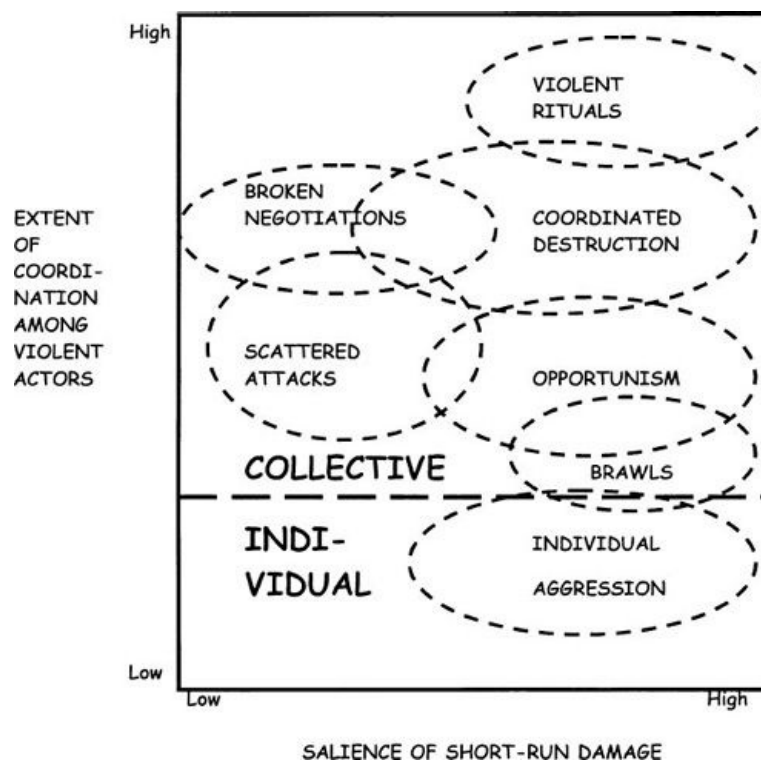 High
VIOLENT
RITUALS
BROKEN
NEGOTIATIONS
EXTENT
OF
COORDI-
NATION
AMONG
VIOLENT
ACTORS
COORDINATED
DESTRUCTION
SCATTERED
ATTACKS
OPPORTUNISM
COLLECTIVE
BRAWLS
INDI-
VIDUAL
INDIVIDUAL
AGGRESSION
Low
Low
High
SALIENCE OF SHORT-RUN DAMAGE